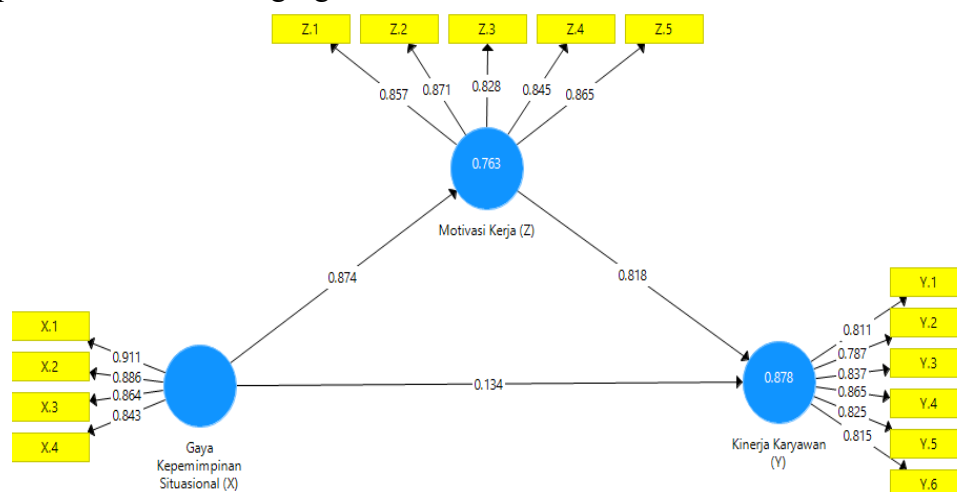 Z.1 Z.2 Z.3 Z.4 Z.5
0.857 0.871 0.828 0.845 0.865
0.763
Motivasi Kerja (Z)
0.874 0.818
X.1
X.2
X.3
X.4
0.911
0.886
0.864
0.843
Gaya
Kepemimpinan
Situasional (X)
0.134
0.878
Kinerja Karyawan
(Y)
0.811
0.787
0.837
0.865
0.825
0.815
Y.1
Y.2
Y.3
Y.4
Y.5
Y.6